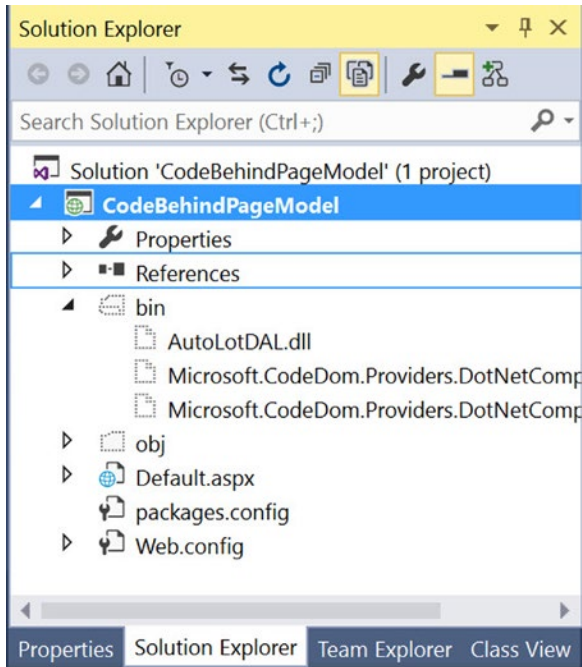 Solution Explorer
Search Solution Explorer (Ctrl+;)
Solution 'CodeBehindPageModel' (1 project)
CodeBehindPageModel
Properties
References
bin
AutoLotDAL.dll
Microsoft.CodeDom.Providers.DotNetComp
Microsoft.CodeDom.Providers.DotNetComp
obj
Default.aspx
packages.config
Web.config
Properties Solution Explorer Team Explorer Class View